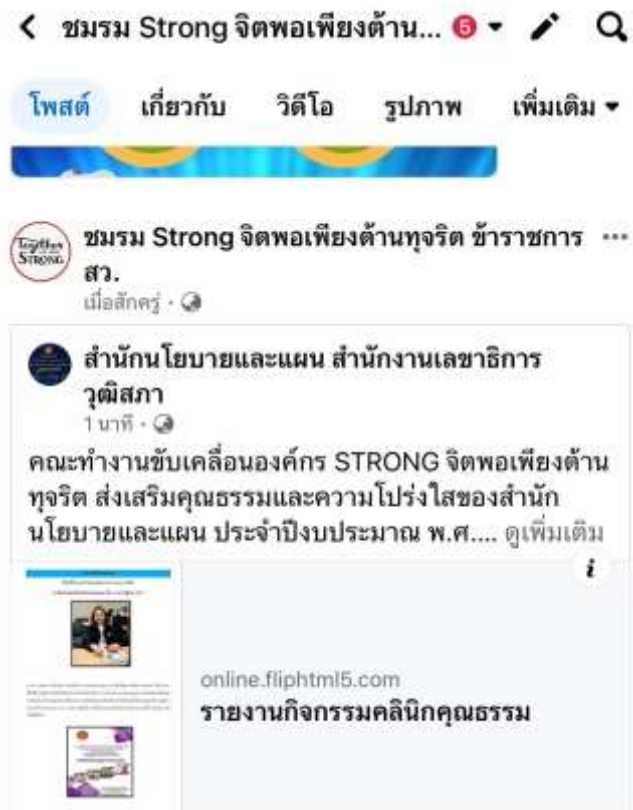 ชมรม Strong จิตพอเพียงต้าน... 5
โพสต์ เกี่ยวกับ วิดีโอ รูปภาพ เพิ่มเติม
Together
STRONG
ชมรม Strong จิตพอเพียงต้านทุจริต ข้าราชการ
สว.
เมื่อสักครู่ ·
สำนักนโยบายและแผน สำนักงานเลขาธิการ
วุฒิสภา
1 นาที ·
คณะทำงานขับเคลื่อนองค์กร STRONG จิตพอเพียงต้าน
ทุจริต ส่งเสริมคุณธรรมและความโปร่งใสของสำนัก
นโยบายและแผน ประจำปีงบประมาณ พ.ศ.... ดูเพิ่มเติม
online.fliphtml5.com
รายงานกิจกรรมคลินิกคุณธรรม